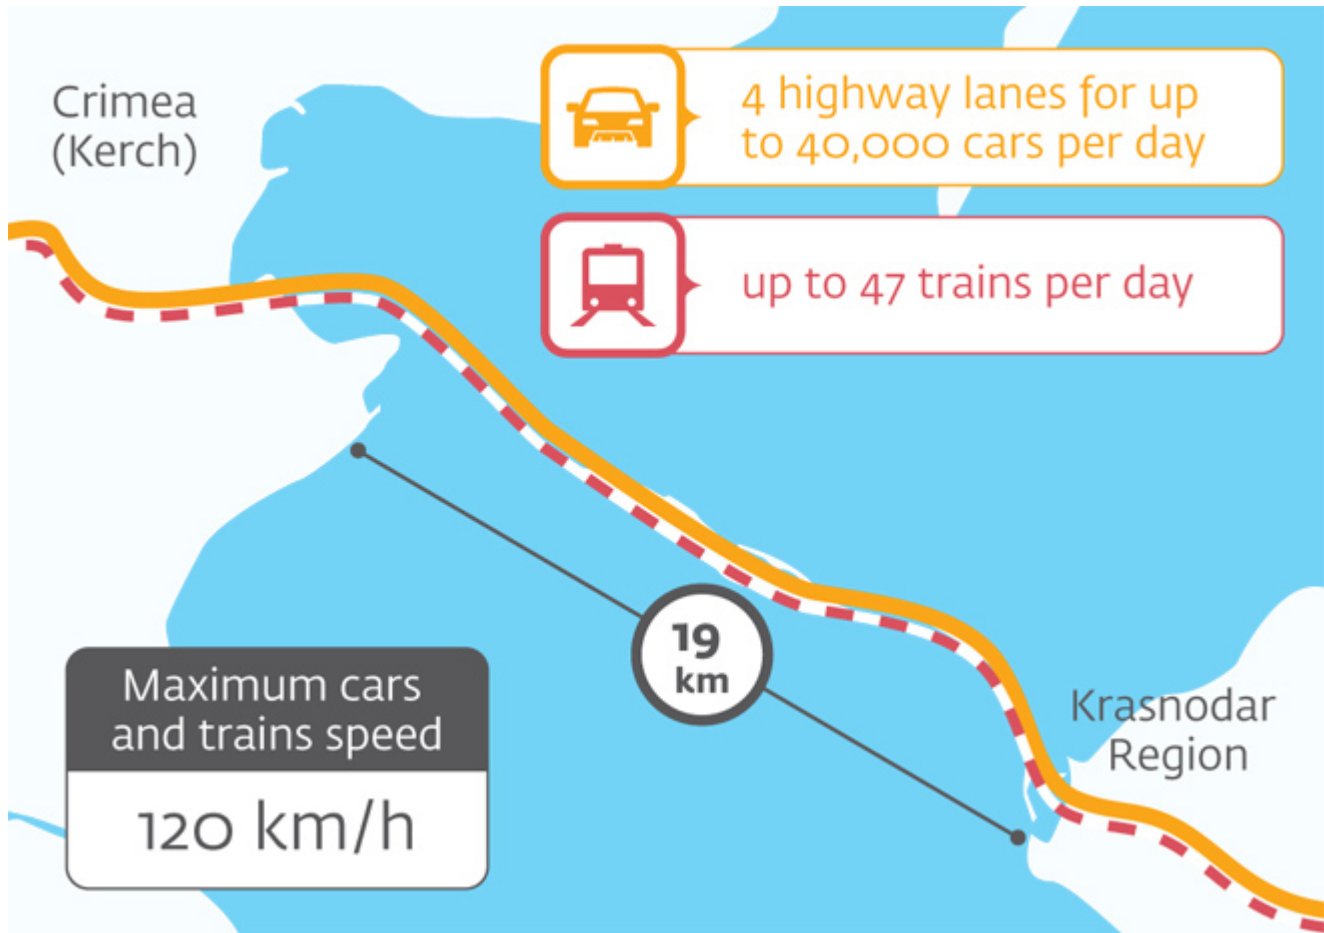 Crimea
(Kerch)
4 highway lanes for up
to 40,000 cars per day
up to 47 trains per day
19
km
Maximum cars
and trains speed
120 km/h
Krasnodar
Region